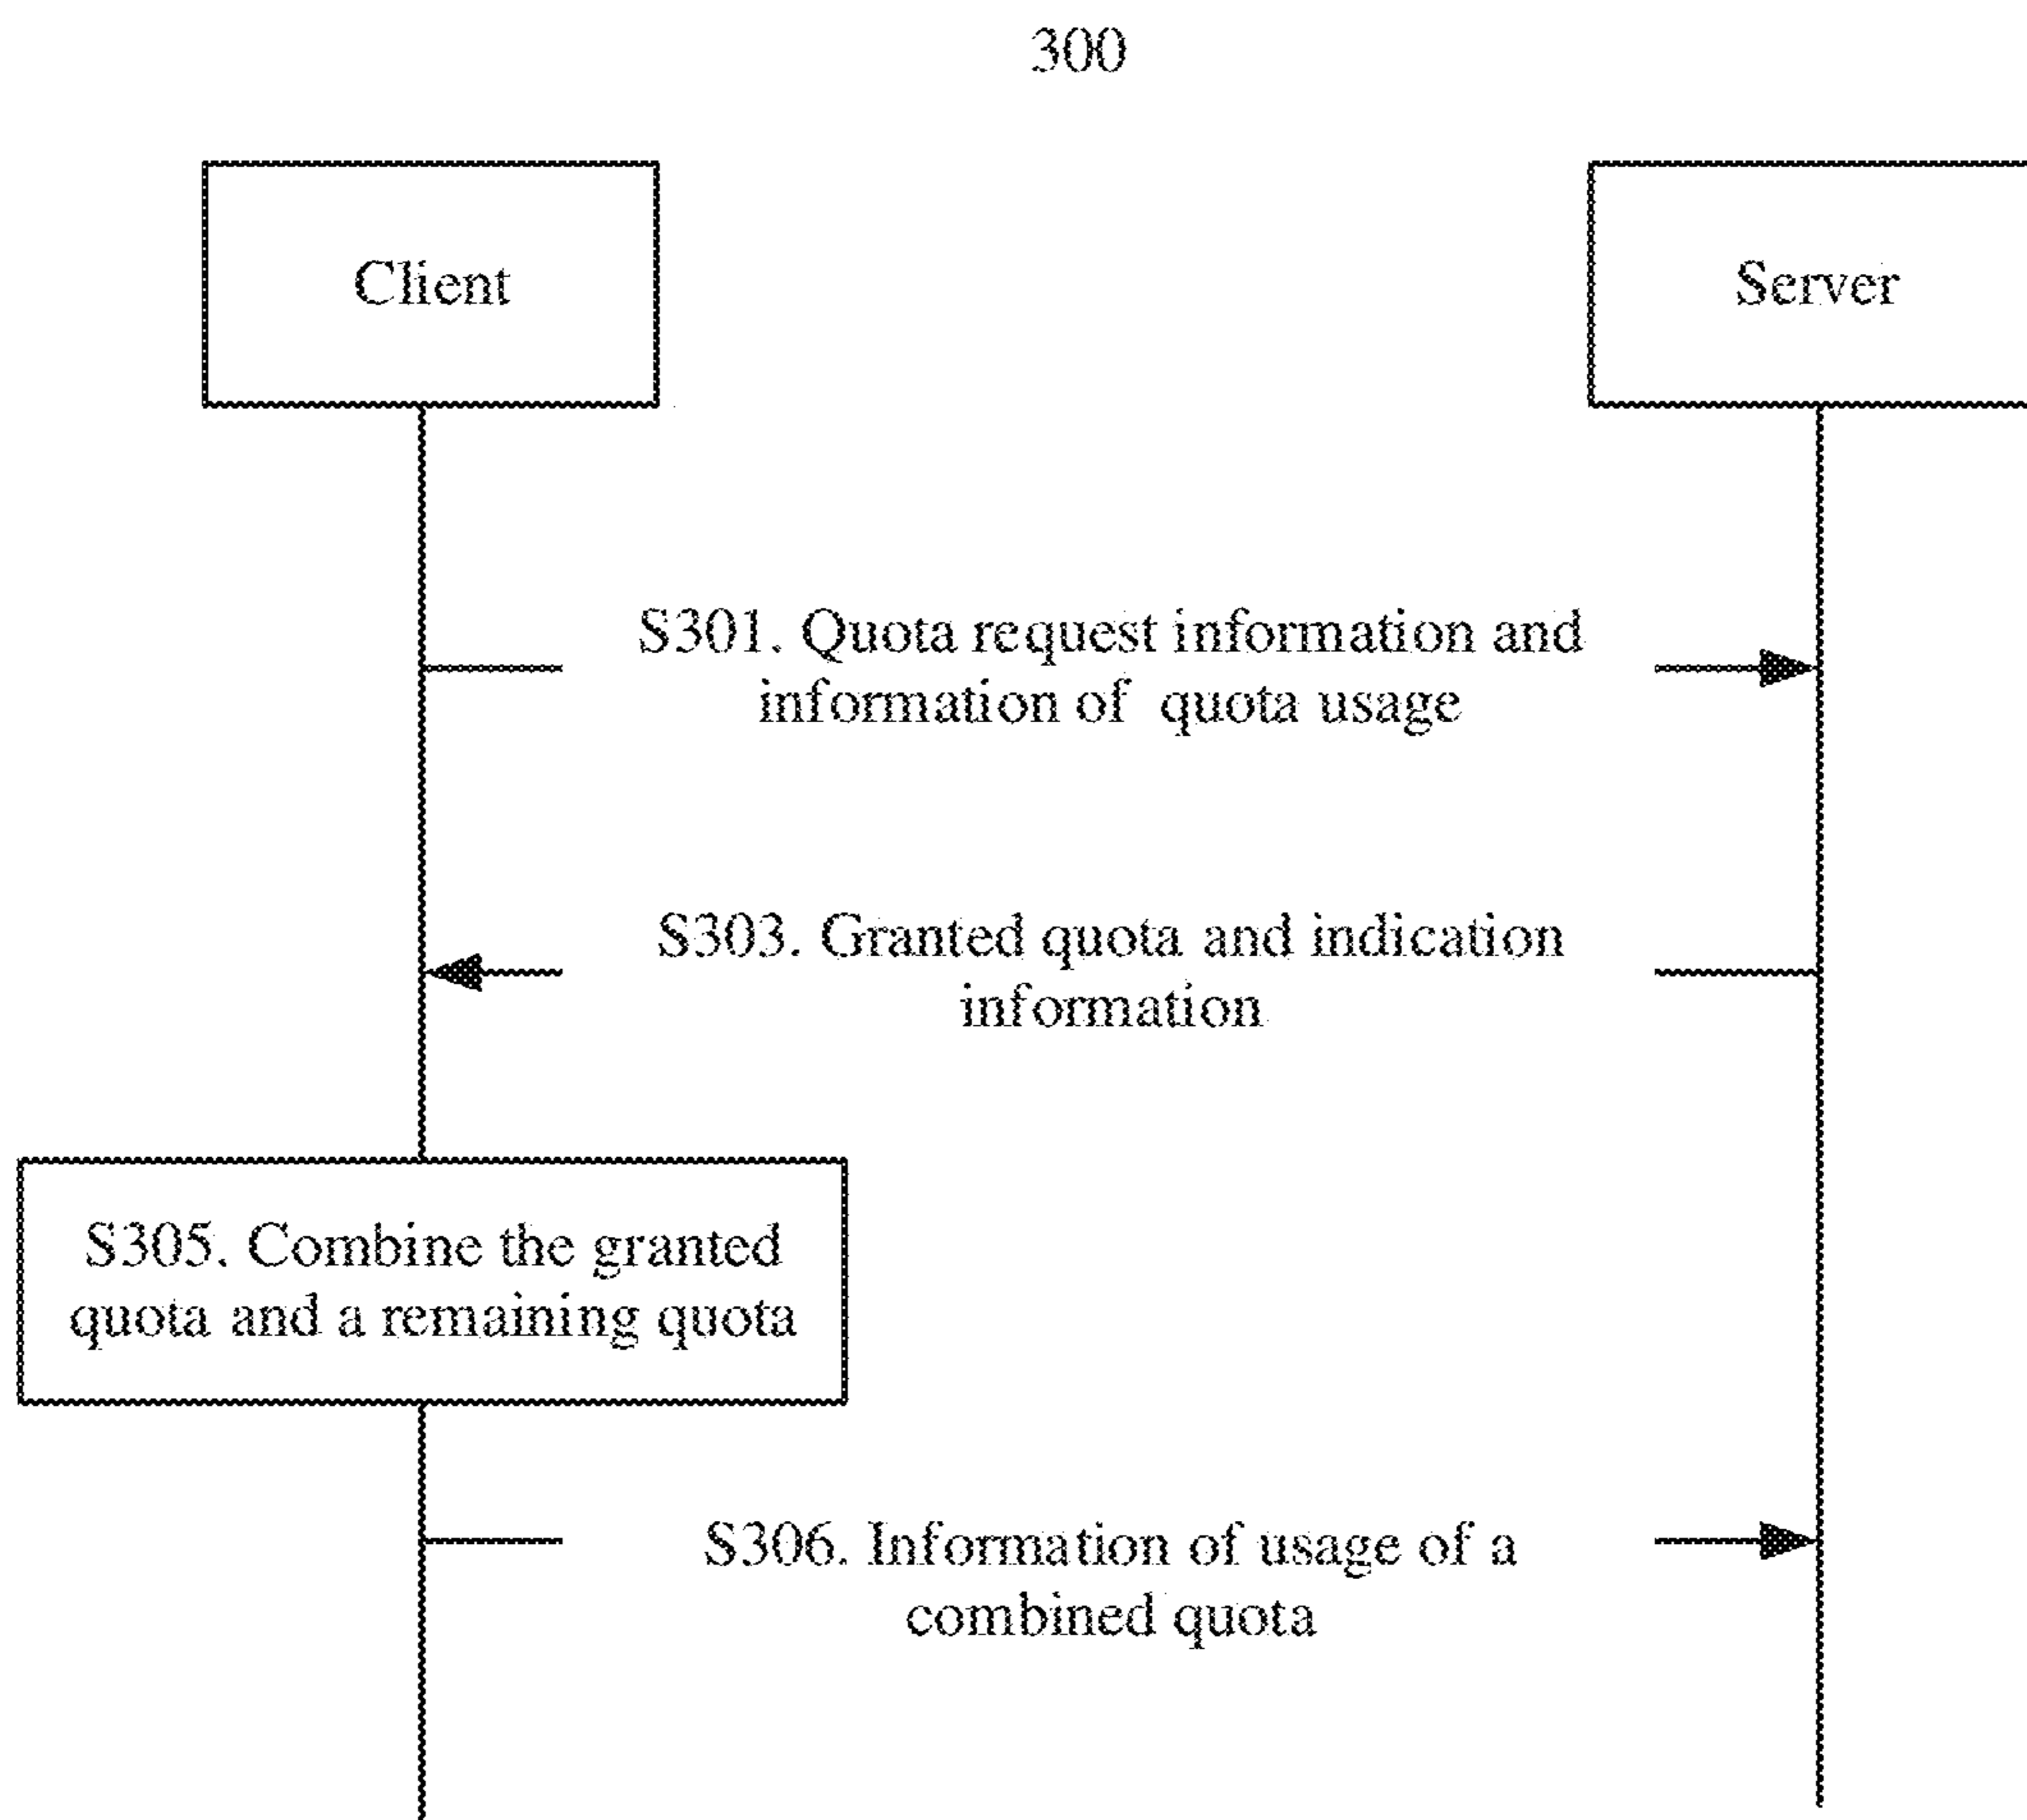 300
Client
Server
S301. Quota request information and
information of quota usage
S303. Granted quota and indication
information
S305. Combine the granted
quota and a remaining quota
S306. Information of usage of a
combined quota